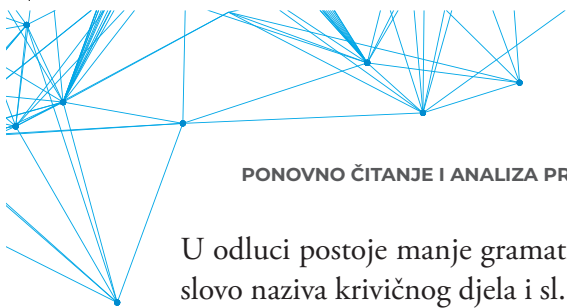 PONOVNO ČITANJE I ANALIZA PR
U odluci postoje manje gramat
slovo naziva krivičnog djela i sl.